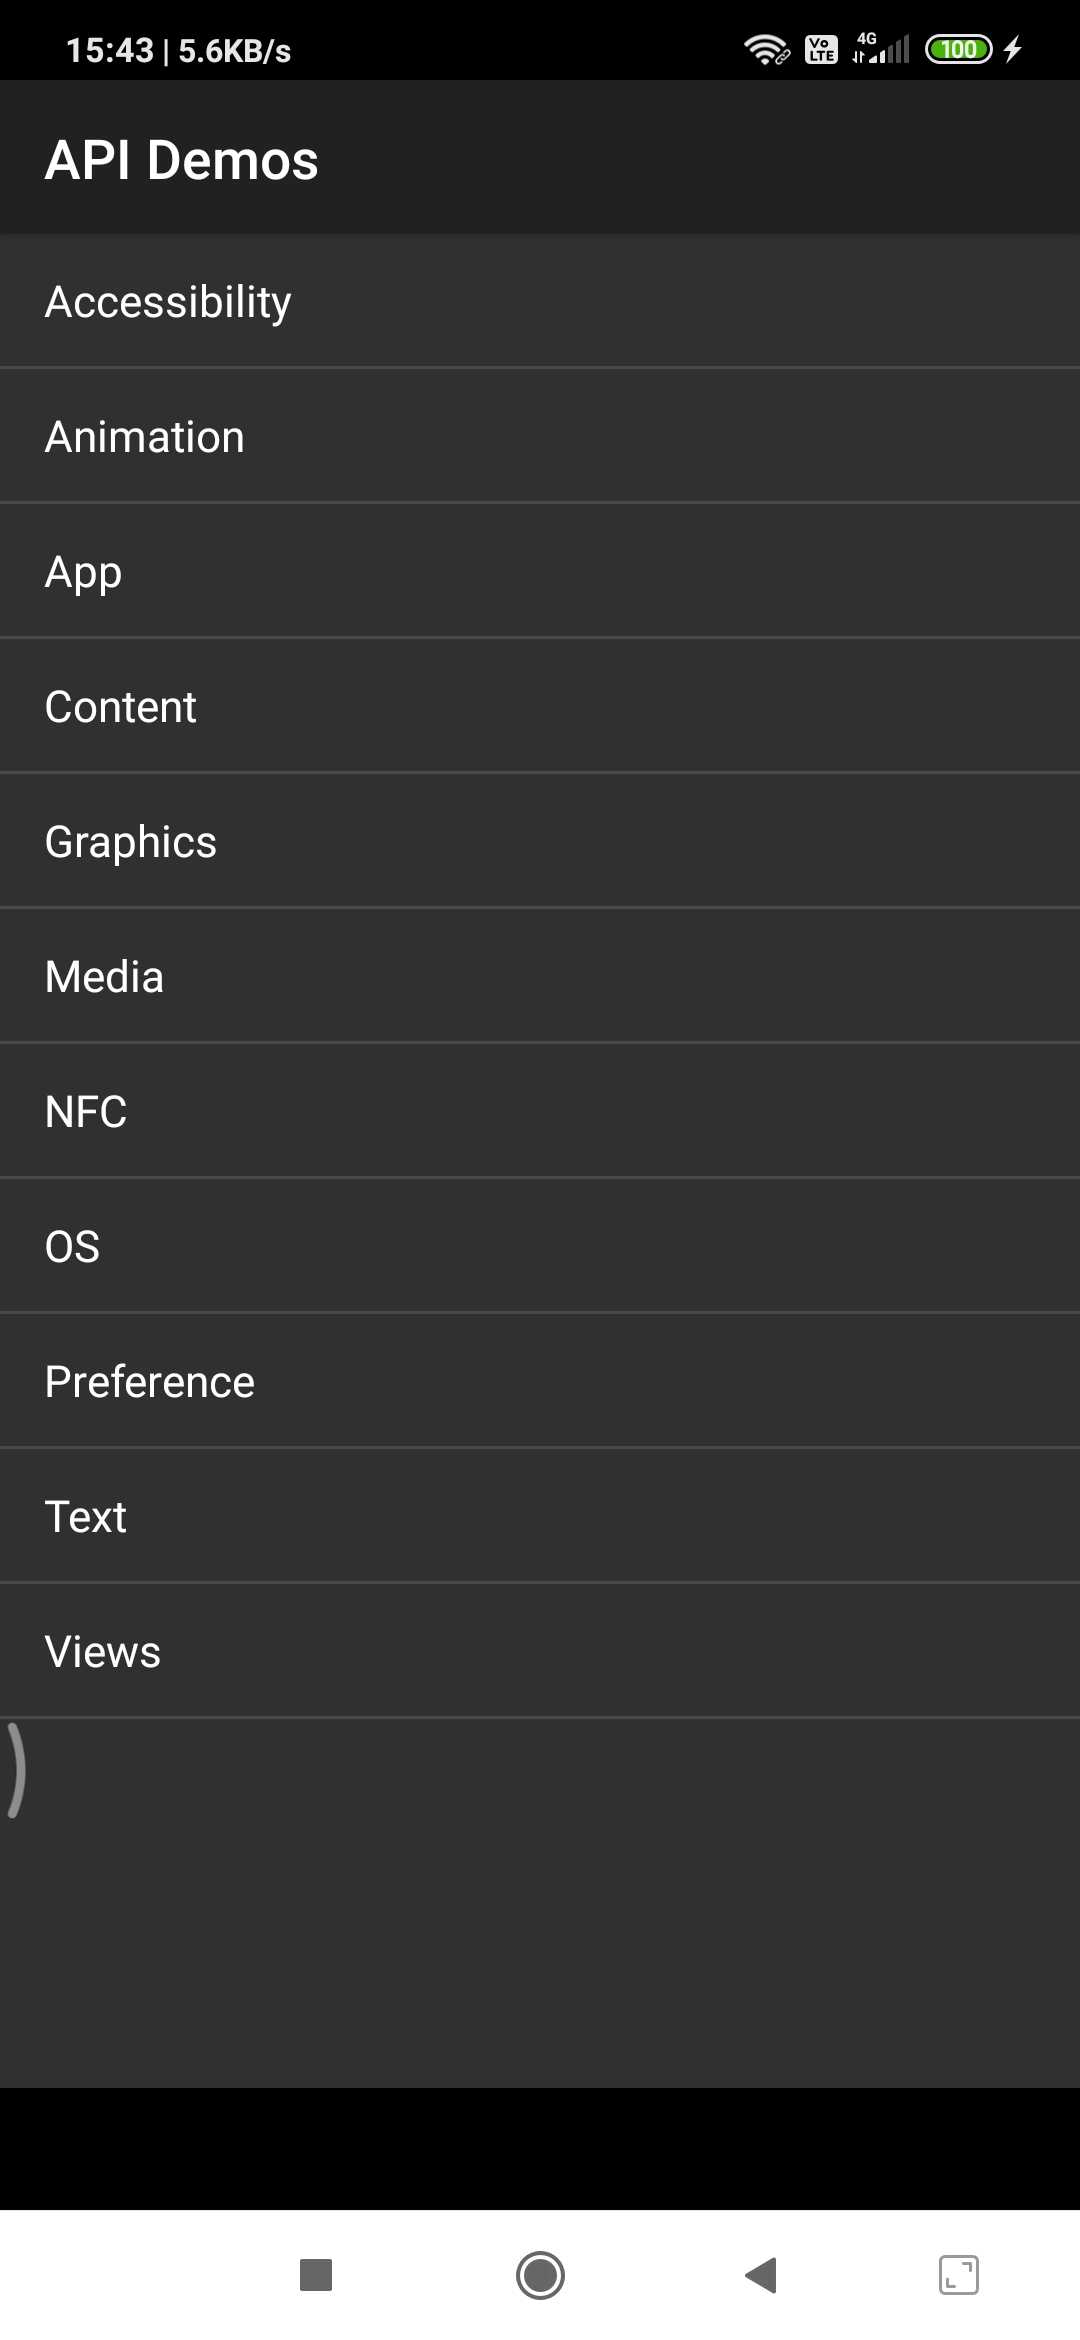 15:43 | 5.6KB/s
Vo LTE 4G 100
API Demos
Accessibility
Animation
App
Content
Graphics
Media
NFC
OS
Preference
Text
Views